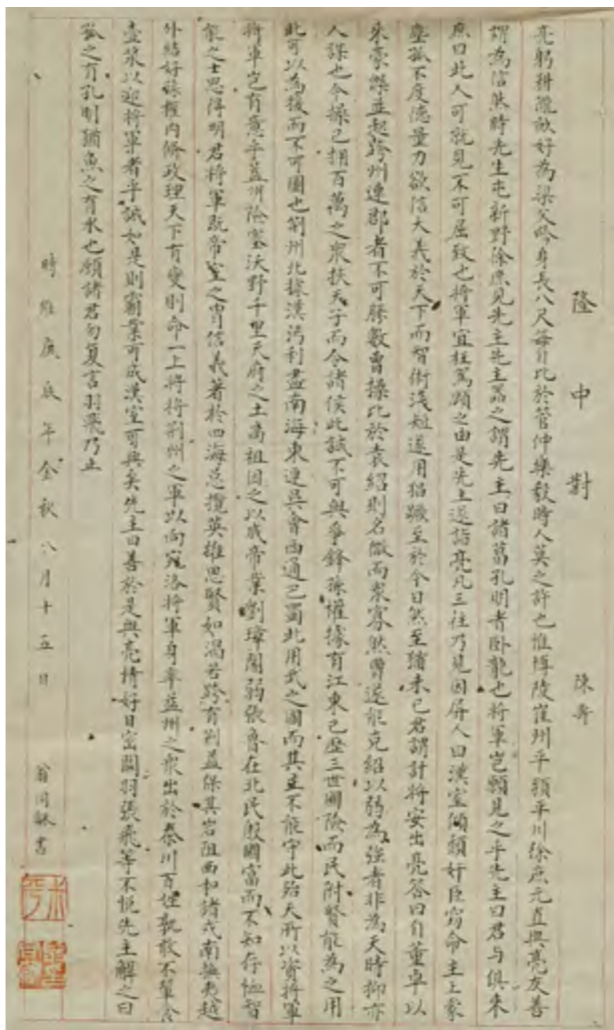 隆中對 陳壽
亮躬耕隴畝好為梁父吟身長八尺每自比於管仲樂毅時人莫之許也惟博陵崔州平潁平川徐庶元直與亮友善
謂為信然時先生屯新野徐庶見先主先主器之謂先主曰諸葛孔明者卧龍也將軍豈願見之乎先主曰君与俱来
庶曰此人可就見不可屈致也將軍宜枉駕顧之由是先主遂詣亮凡三往乃見因屏人曰漢室傾頹奸臣竊命主上蒙
塵孤不度德量力欲信大義於天下而智術淺短遂用猖蹶至於今日然至猶未已君謂計將安出亮答曰自董卓以
来豪傑並起跨州連郡者不可勝數曹操比於袁紹則名微而衆寡然曹遂能克紹以弱為強者非為天時抑亦
人謀也今操已擁百萬之衆扶天子而令諸侯此誠不可與爭鋒孫權據有江東已歷三世國險而民附賢能為之用
此可以為援而不可圖也荊州北據漢沔利盡南海東連吳會西通巴蜀此用武之國而其主不能守此殆天所以資將軍
將軍豈有意乎益州險塞沃野千里天府之土高祖因之以成帝業劉璋闇弱張魯在北民殷國富而不知存恤智
能之士思得明君將軍既帝室之胄信義著於四海总攬英雄思賢如渴若跨有荊益保其岩阻西和諸戎南撫夷越
外結好孫權內修政理天下有變則命一上將將荊州之軍以向宛洛將軍身率益州之衆出於秦川百姓孰敢不簞食
壺漿以迎將軍者乎誠如是則霸業可成漢室可興矣先主曰善於是與亮情好日密關羽張飛等不悅先主解之曰
孤之有孔明猶魚之有水也願諸君勿复言羽飛乃止
時維庚辰年金秋八月十五日
翁同龢書